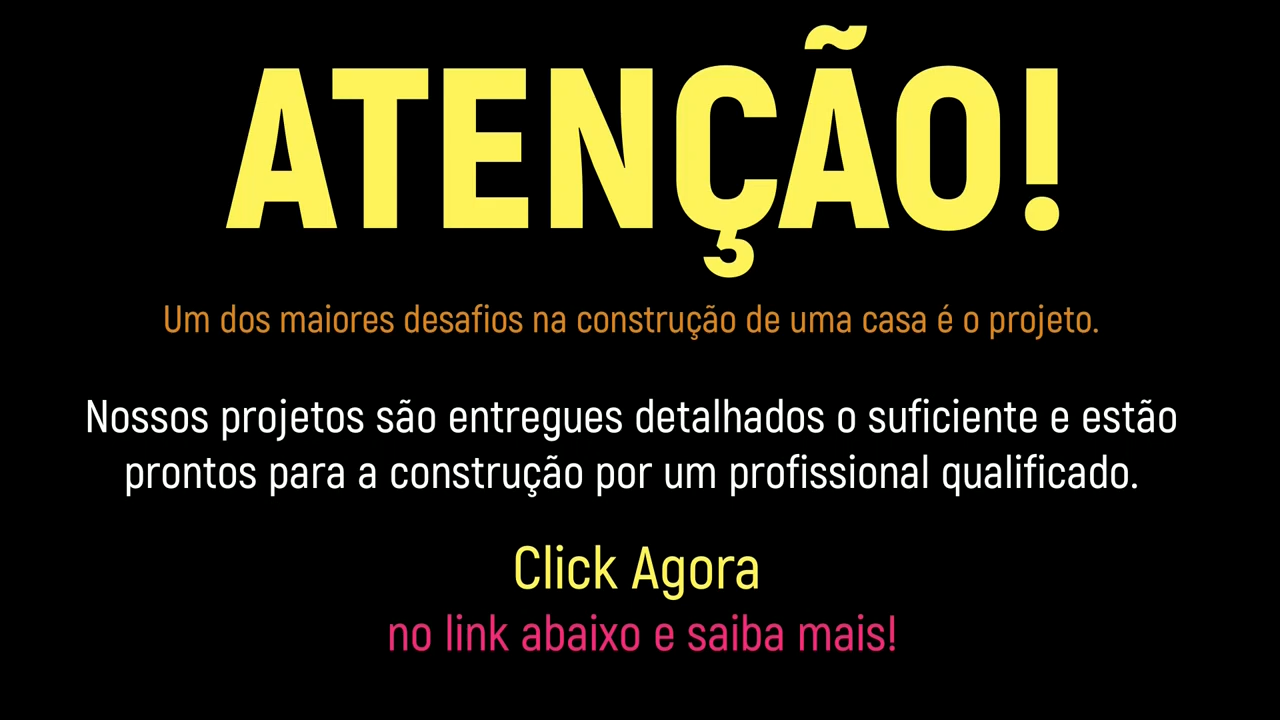 ATENÇÃO!
Um dos maiores desafios na construção de uma casa é o projeto.
Nossos projetos são entregues detalhados o suficiente e estão
prontos para a construção por um profissional qualificado.
Click Agora
no link abaixo e saiba mais!